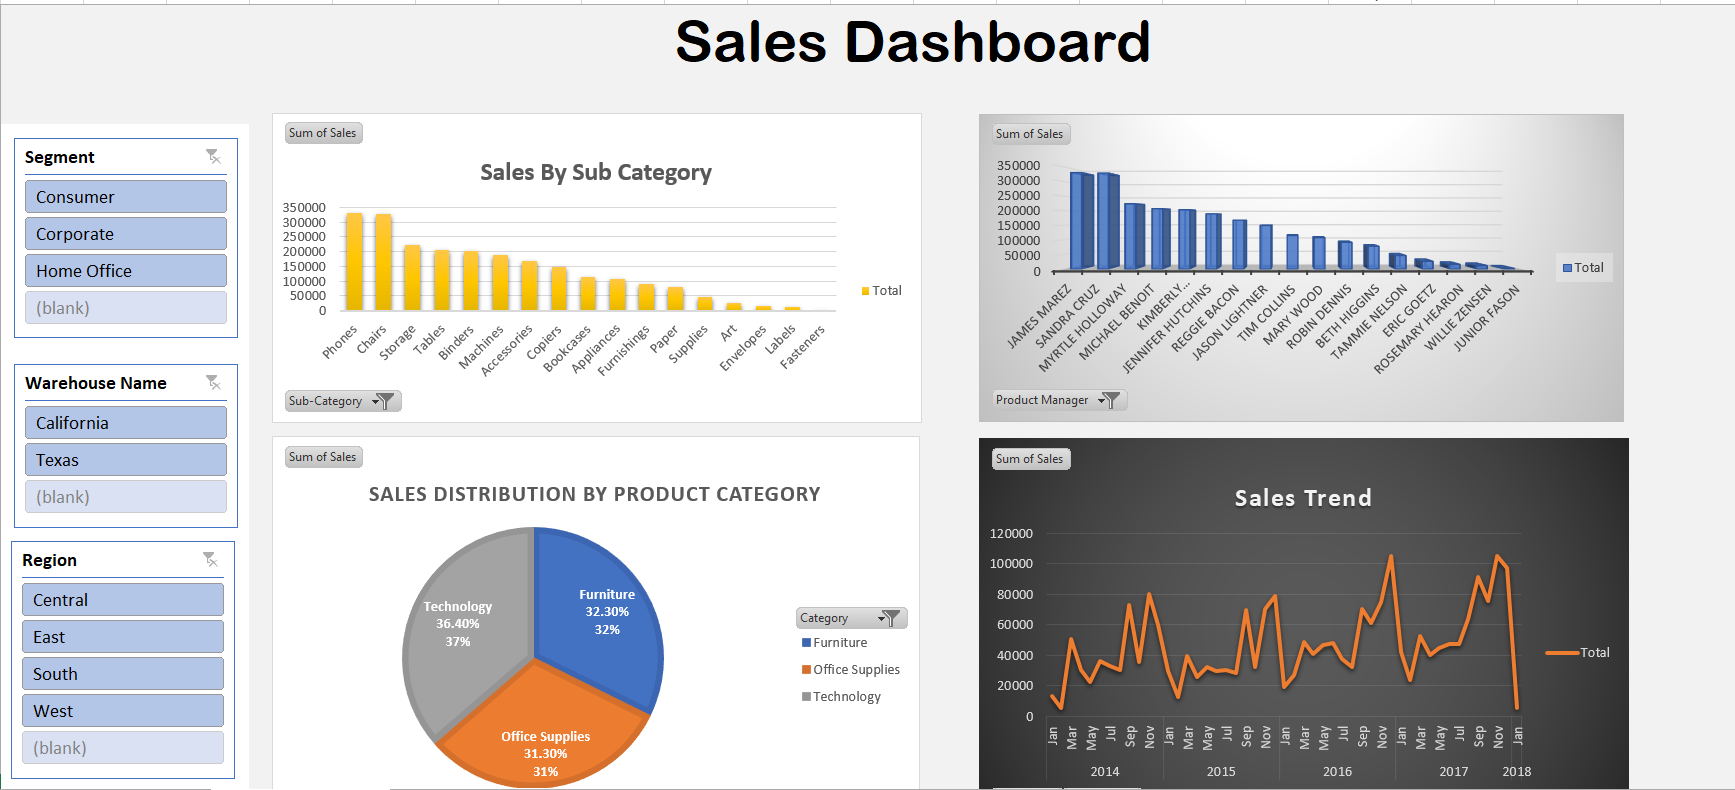 Sales Dashboard
Segment
Consumer
Corporate
Home Office
(blank)
Warehouse Name
California
Texas
(blank)
Region
Central
East
South
West
(blank)
Sum of Sales
Sales By Sub Category
350000
300000
250000
200000
150000
100000
50000
0
Phones
Chairs
Storage
Tables
Binders
Machines
Accessories
Copiers
Bookcases
Appliances
Furnishings
Paper
Supplies
Art
Envelopes
Labels
Fasteners
Total
Sub-Category
Sum of Sales
350000
300000
250000
200000
150000
100000
50000
0
JAMES MAREZ
SANDRA CRUZ
MYRTLE HOLLOWAY
MICHAEL BENOIT
KIMBERLY...
JENNIFER HUTCHINS
REGGIE BACON
JASON LIGHTNER
TIM COLLINS
MARY WOOD
ROBIN DENNIS
BETH HIGGINS
TAMMIE NELSON
ERIC GOETZ
ROSEMARY HEARON
WILLIE ZENSEN
JUNIOR FASON
Total
Product Manager
Sum of Sales
SALES DISTRIBUTION BY PRODUCT CATEGORY
Technology
36.40%
37%
Furniture
32.30%
32%
Office Supplies
31.30%
31%
Category
Furniture
Office Supplies
Technology
Sum of Sales
Sales Trend
120000
100000
80000
60000
40000
20000
0
Jan
Mar
May
Jul
Sep
Nov
Jan
Mar
May
Jul
Sep
Nov
Jan
Mar
May
Jul
Sep
Nov
Jan
Mar
May
Jul
Sep
Nov
Jan
2014
2015
2016
2017
2018
Total